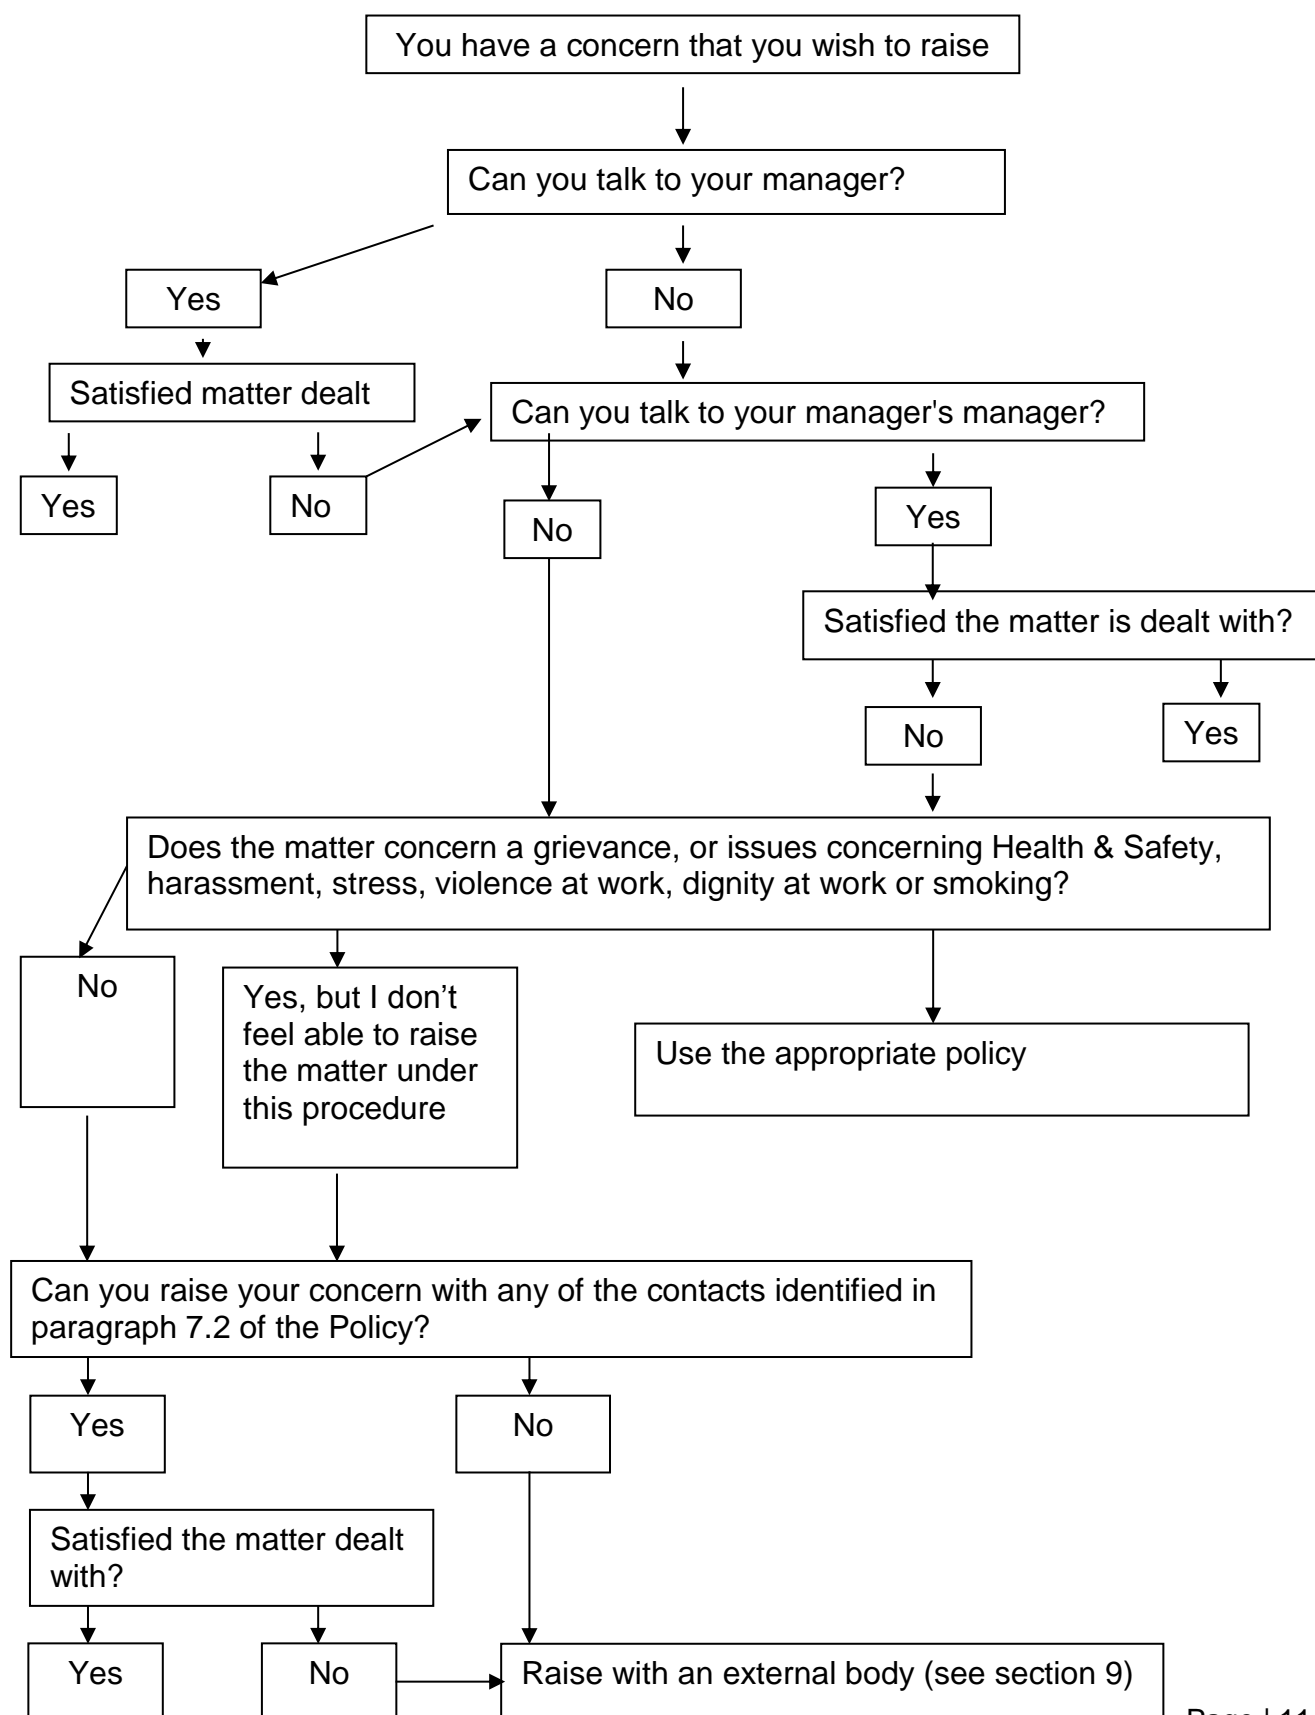 You have a concern that you wish to raise
Can you talk to your manager?
Yes
No
Satisfied matter dealt
Can you talk to your manager's manager?
Yes
No
No
Yes
Satisfied the matter is dealt with?
No
Yes
Does the matter concern a grievance, or issues concerning Health & Safety,
harassment, stress, violence at work, dignity at work or smoking?
No
Yes, but I don’t
feel able to raise
the matter under
this procedure
Use the appropriate policy
Can you raise your concern with any of the contacts identified in
paragraph 7.2 of the Policy?
Yes
No
Satisfied the matter dealt
with?
Yes
No
Raise with an external body (see section 9)
Page | 11